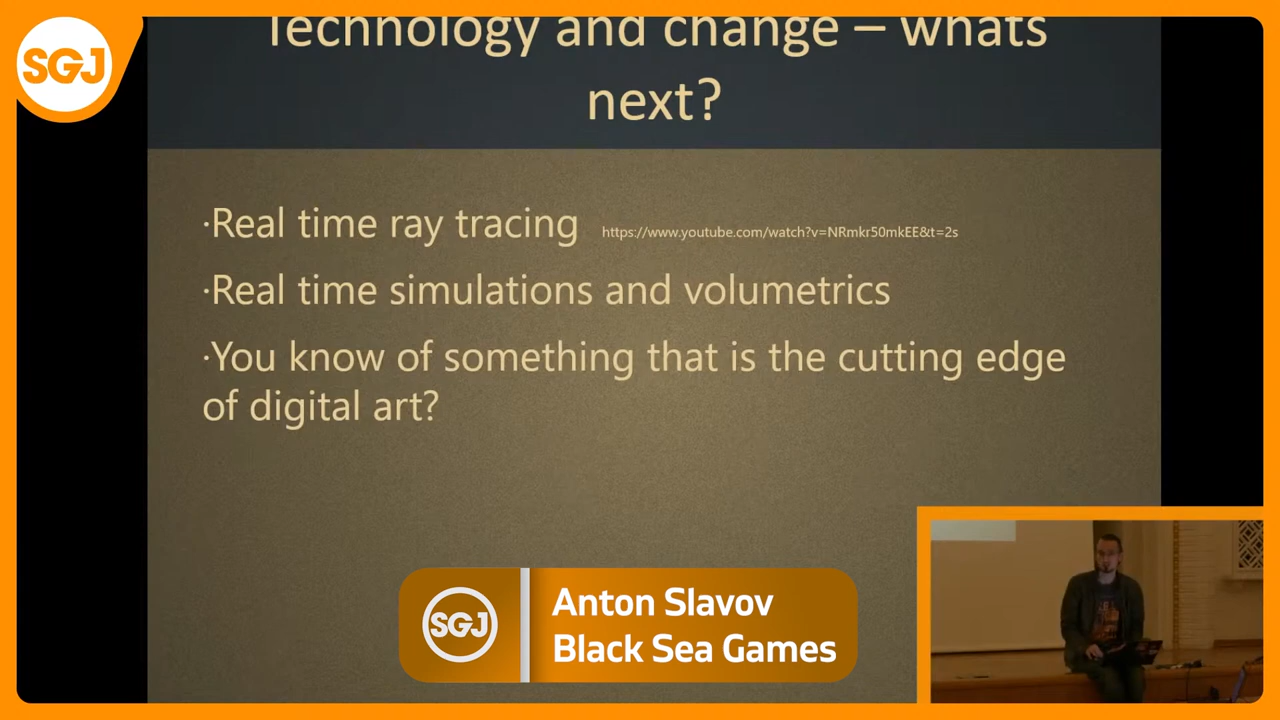 SGJ
Technology and change – whats
next?
·Real time ray tracing https://www.youtube.com/watch?v=NRmkr50mkEE&t=2s
·Real time simulations and volumetrics
·You know of something that is the cutting edge
of digital art?
SGJ
Anton Slavov
Black Sea Games